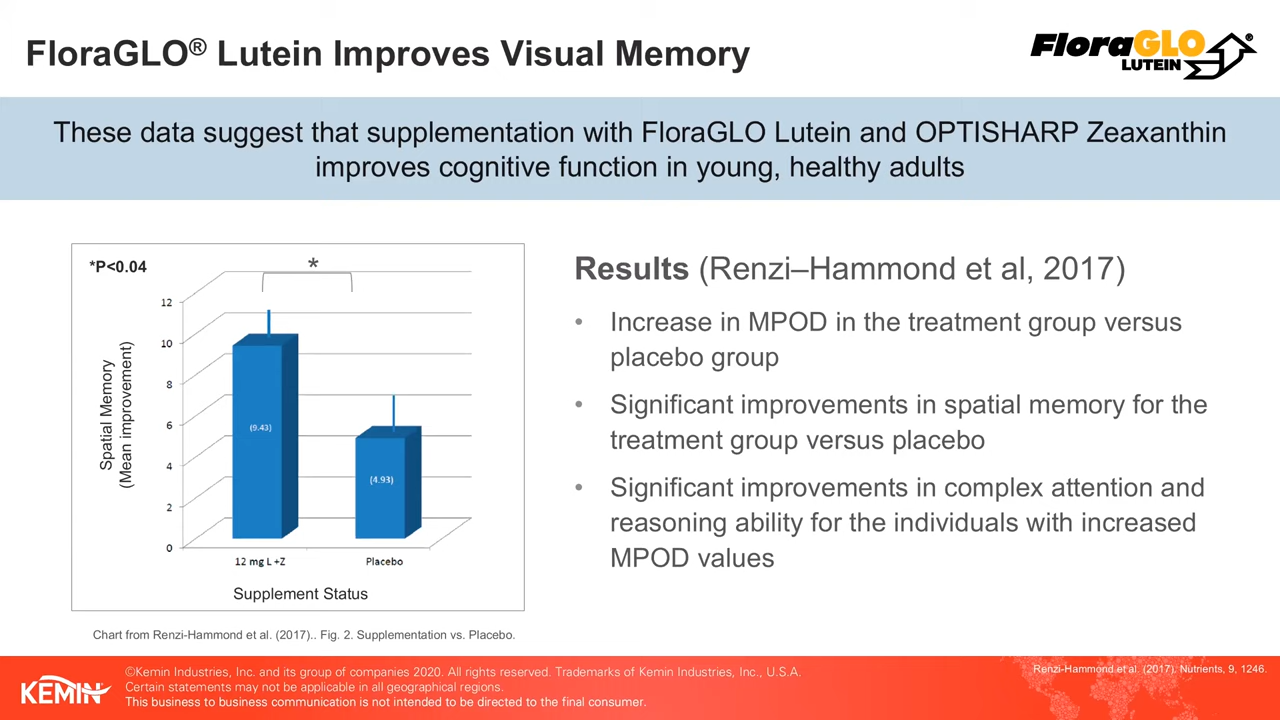 FloraGLO® Lutein Improves Visual Memory
FloraGLO®
LUTEIN
These data suggest that supplementation with FloraGLO Lutein and OPTISHARP Zeaxanthin
improves cognitive function in young, healthy adults
*P<0.04
*
12
10
8
6
4
2
0
Spatial Memory
(Mean improvement)
(9.43)
(4.93)
12 mg L +Z
Placebo
Supplement Status
Chart from Renzi-Hammond et al. (2017).. Fig. 2. Supplementation vs. Placebo.
Results (Renzi–Hammond et al, 2017)
• Increase in MPOD in the treatment group versus
placebo group
• Significant improvements in spatial memory for the
treatment group versus placebo
• Significant improvements in complex attention and
reasoning ability for the individuals with increased
MPOD values
KEMIN
©Kemin Industries, Inc. and its group of companies 2020. All rights reserved. Trademarks of Kemin Industries, Inc., U.S.A.
Certain statements may not be applicable in all geographical regions.
This business to business communication is not intended to be directed to the final consumer.
Renzi-Hammond et al. (2017). Nutrients, 9, 1246.